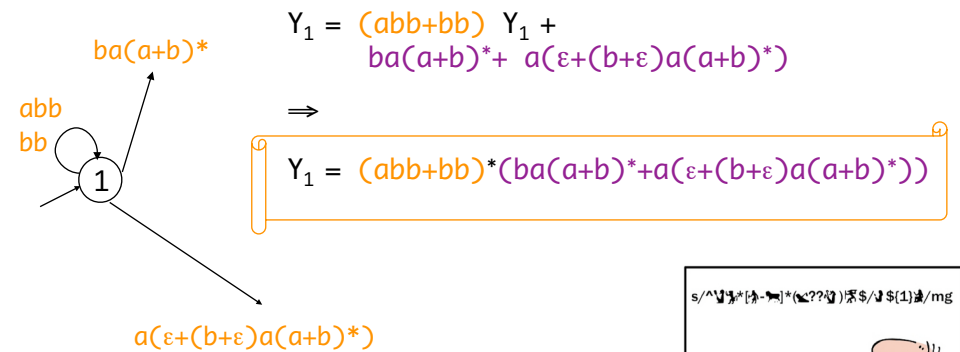 Y₁ = (abb+bb) Y₁ +
ba(a+b)*+ a(ε+(b+ε)a(a+b)*)
⇒
Y₁ = (abb+bb)*(ba(a+b)*+a(ε+(b+ε)a(a+b)*))
ba(a+b)*
abb
bb
1
a(ε+(b+ε)a(a+b)*)